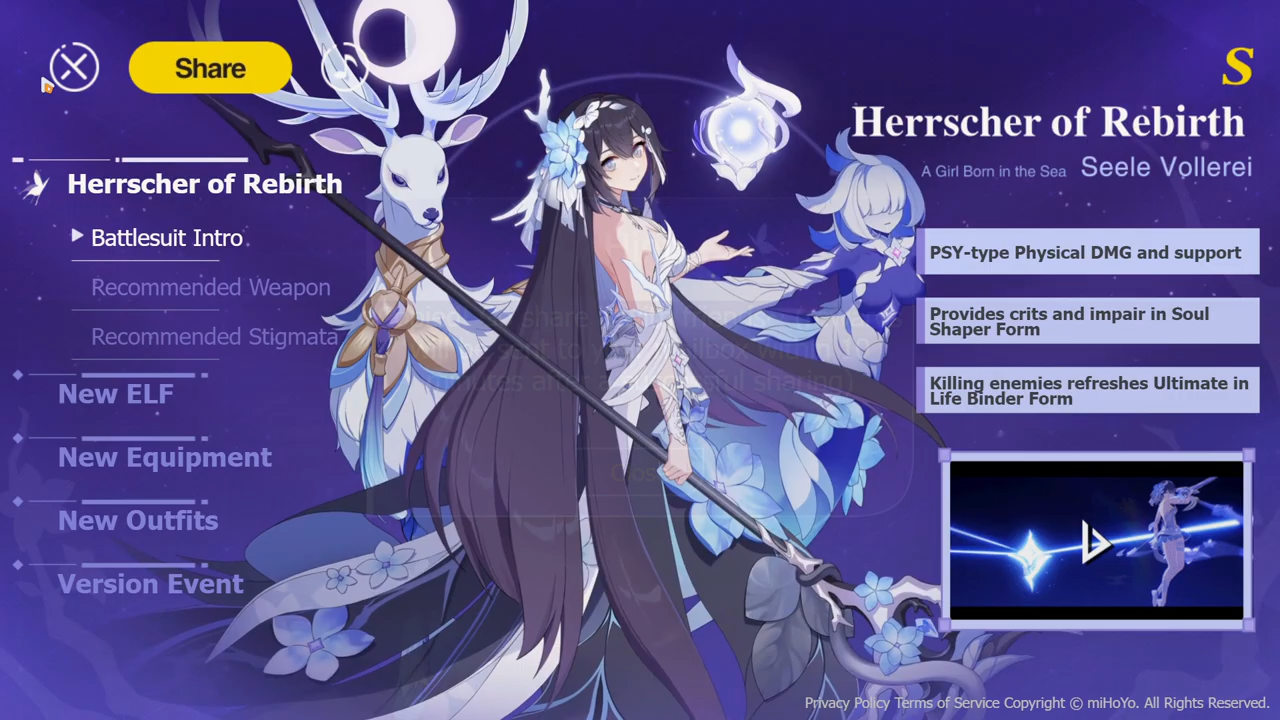 Share
S
Herrscher of Rebirth
A Girl Born in the Sea Seele Vollerei
Herrscher of Rebirth
Battlesuit Intro
Recommended Weapon
Recommended Stigmata
New ELF
New Equipment
New Outfits
Version Event
PSY-type Physical DMG and support
Provides crits and impair in Soul
Shaper Form
Killing enemies refreshes Ultimate in
Life Binder Form
Privacy Policy Terms of Service Copyright © miHoYo. All Rights Reserved.